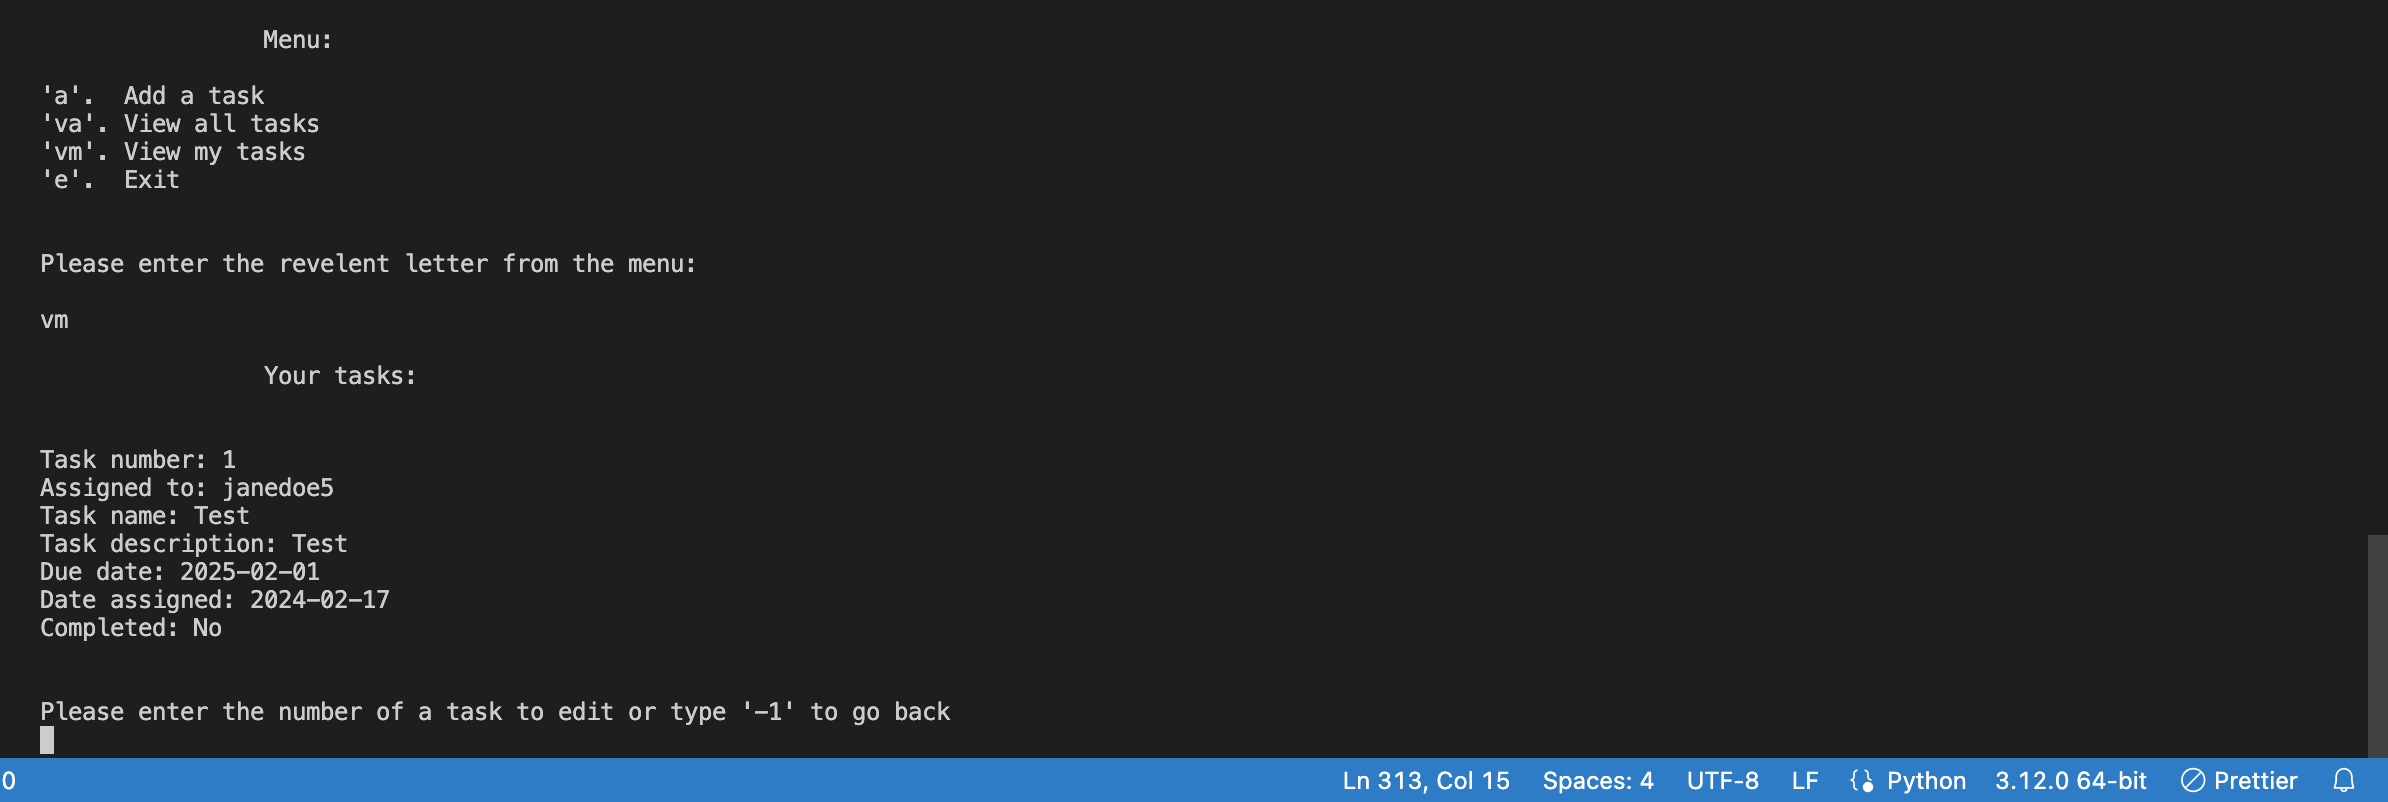 Menu:
'a'.  Add a task
'va'. View all tasks
'vm'. View my tasks
'e'.  Exit
Please enter the revelent letter from the menu:
vm
Your tasks:
Task number: 1
Assigned to: janedoe5
Task name: Test
Task description: Test
Due date: 2025-02-01
Date assigned: 2024-02-17
Completed: No
Please enter the number of a task to edit or type '-1' to go back
0 Ln 313, Col 15 Spaces: 4 UTF-8 LF {} Python 3.12.0 64-bit Prettier